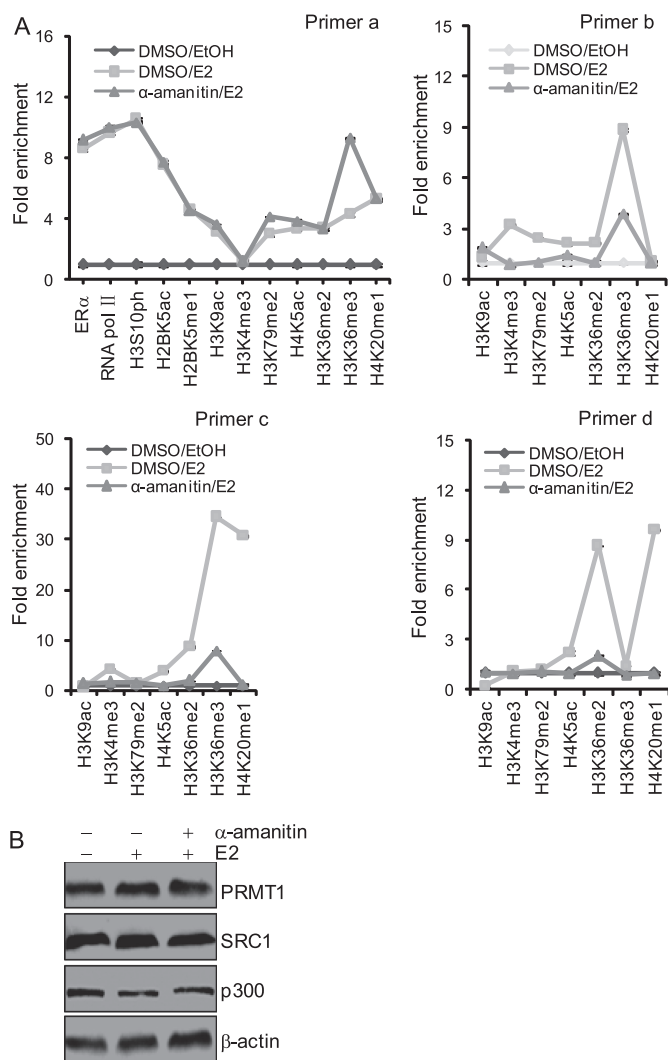 A
Primer a
16
12
8
4
0
Fold enrichment
DMSO/EtOH
DMSO/E2
α-amanitin/E2
ERα
RNA pol II
H3S10ph
H2BK5ac
H2BK5me1
H3K9ac
H3K4me3
H3K79me2
H4K5ac
H3K36me2
H3K36me3
H4K20me1
Primer b
15
12
9
6
3
0
Fold enrichment
DMSO/EtOH
DMSO/E2
α-amanitin/E2
H3K9ac
H3K4me3
H3K79me2
H4K5ac
H3K36me2
H3K36me3
H4K20me1
Primer c
50
40
30
20
10
0
Fold enrichment
DMSO/EtOH
DMSO/E2
α-amanitin/E2
H3K9ac
H3K4me3
H3K79me2
H4K5ac
H3K36me2
H3K36me3
H4K20me1
Primer d
15
12
9
6
3
0
Fold enrichment
DMSO/EtOH
DMSO/E2
α-amanitin/E2
H3K9ac
H3K4me3
H3K79me2
H4K5ac
H3K36me2
H3K36me3
H4K20me1
B
– – + α-amanitin
– + + E2
PRMT1
SRC1
p300
β-actin